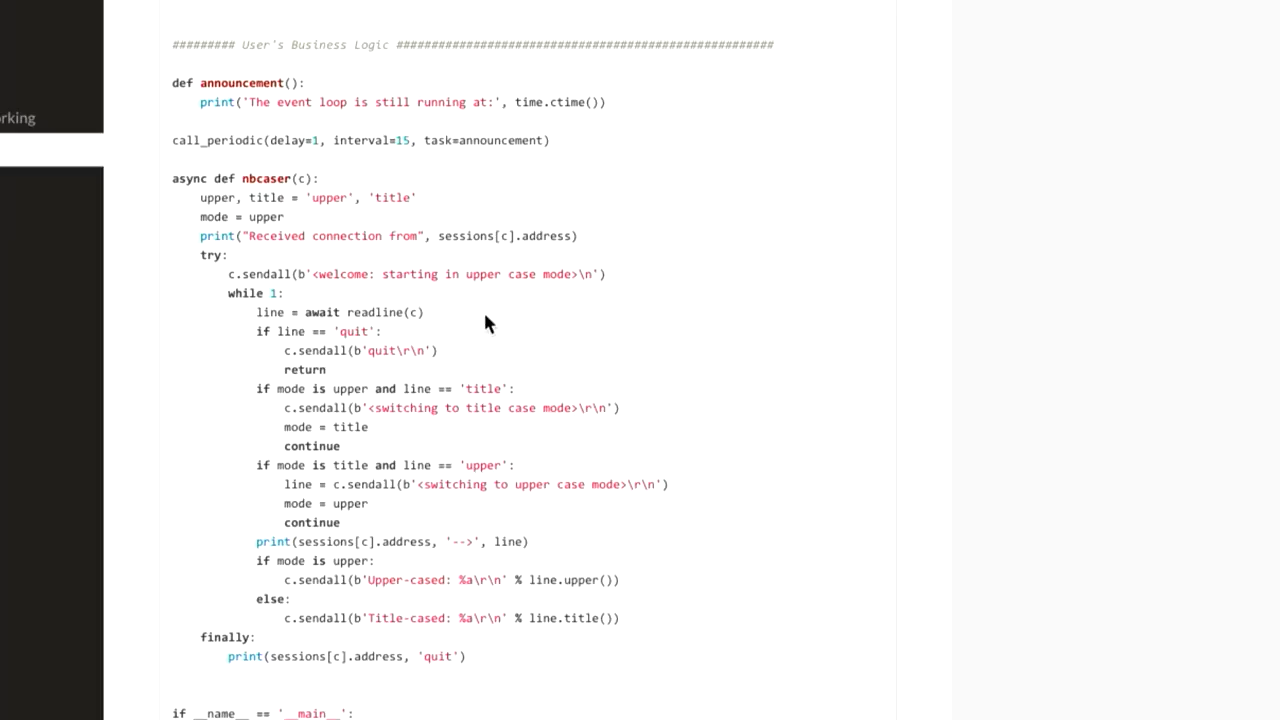 ######### User's Business Logic ######################################################
def announcement():
    print('The event loop is still running at:', time.ctime())
orking
call_periodic(delay=1, interval=15, task=announcement)
async def nbcaser(c):
    upper, title = 'upper', 'title'
    mode = upper
    print("Received connection from", sessions[c].address)
    try:
        c.sendall(b'<welcome: starting in upper case mode>\n')
        while 1:
            line = await readline(c)
            if line == 'quit':
                c.sendall(b'quit\r\n')
                return
            if mode is upper and line == 'title':
                c.sendall(b'<switching to title case mode>\r\n')
                mode = title
                continue
            if mode is title and line == 'upper':
                line = c.sendall(b'<switching to upper case mode>\r\n')
                mode = upper
                continue
            print(sessions[c].address, '-->', line)
            if mode is upper:
                c.sendall(b'Upper-cased: %a\r\n' % line.upper())
            else:
                c.sendall(b'Title-cased: %a\r\n' % line.title())
    finally:
        print(sessions[c].address, 'quit')
if __name__ == '__main__':